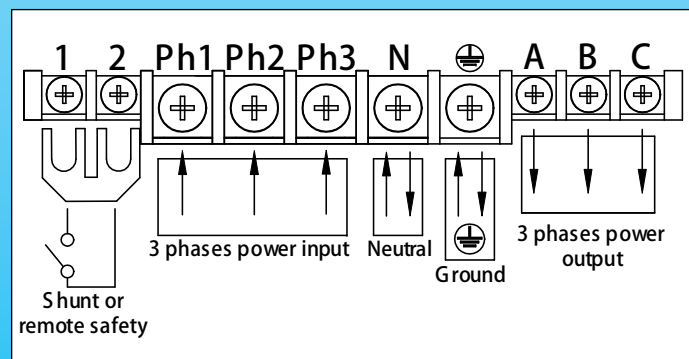 1 2 Ph1 Ph2 Ph3 N A B C
3 phases power input
Neutral
Ground
3 phases power
output
Shunt or
remote safety